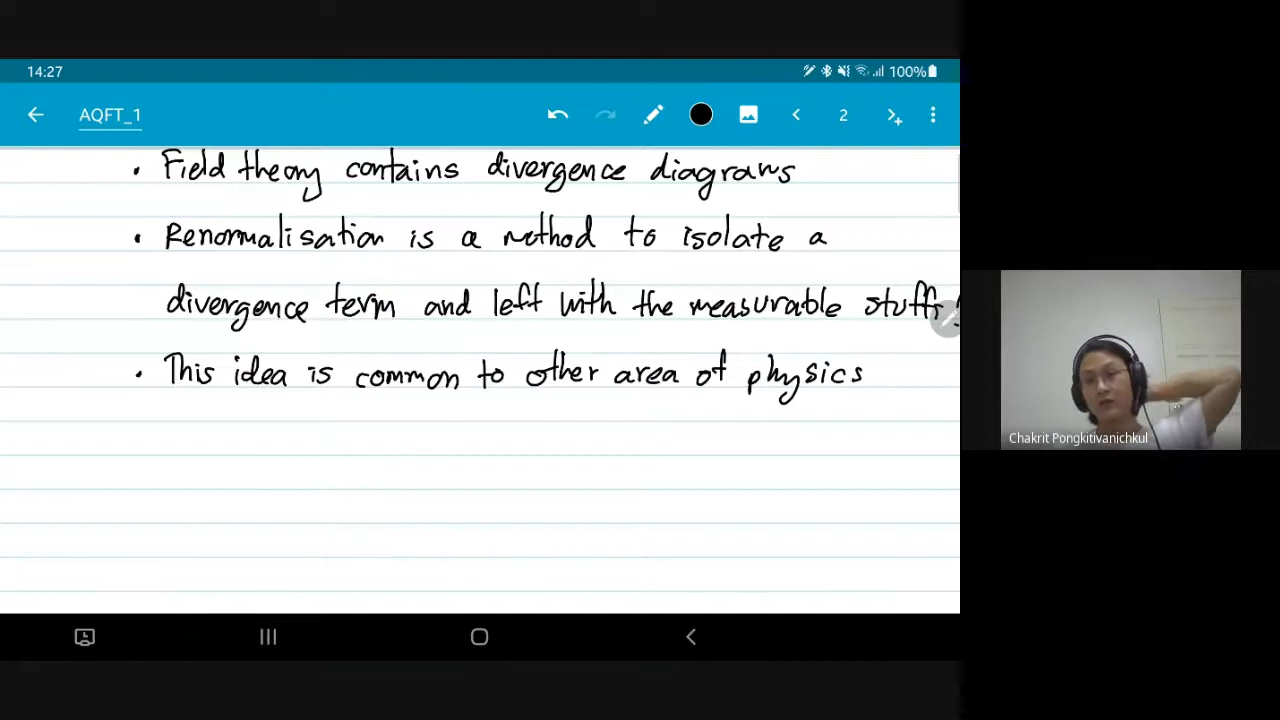 14:27 100%
AQFT_1 2
• Field theory contains divergence diagrams
• Renormalisation is a method to isolate a
divergence term and left with the measurable stuff
• This idea is common to other area of physics
Chakrit Pongkitivanichkul